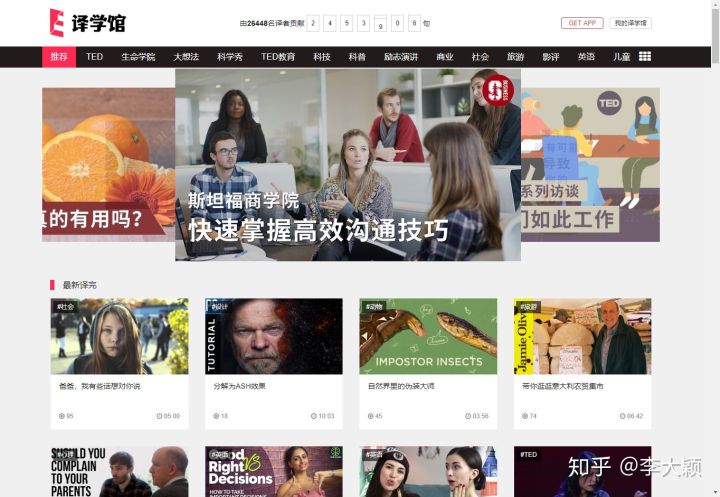 译学馆
由26448名译者贡献 2 4 5 3 9 0 6 句
GET APP
我的译学馆
推荐 TED 生命学院 大想法 科学秀 TED教育 科技 科普 励志演讲 商业 社会 旅游 影评 英语 儿童
真的有用吗?
斯坦福商学院
快速掌握高效沟通技巧
TED
有可能
导致
系列访谈
们如此工作
最新译完
#社会
#设计
TUTORIAL
#动物
IMPOSTOR INSECTS
#旅游
Jamie Oliv
爸爸,我有些话想对你说
分解为ASH效果
自然界里的伪装大师
带你逛逛意大利农贸集市
95 05:00
18 10:03
45 03:56
74 06:42
SHOULD YOU
COMPLAIN
TO YOUR
PARENTS
#英语
Good
Right VS
Decisions
HOW TO MAKE
#英语
#TED
知乎 @李大颖